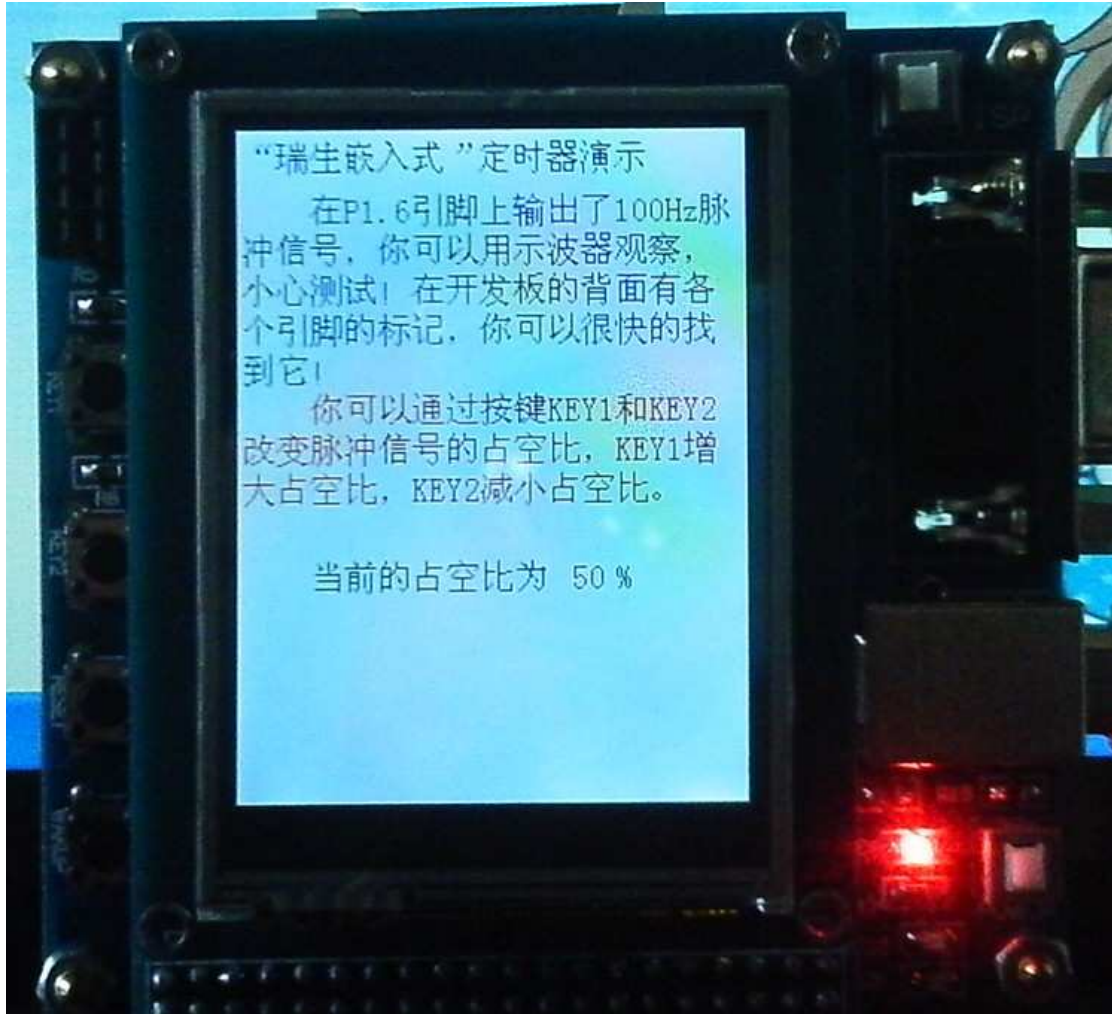 “瑞生嵌入式 ”定时器演示
在P1.6引脚上输出了100Hz脉
冲信号，你可以用示波器观察，
小心测试！在开发板的背面有各
个引脚的标记，你可以很快的找
到它！
你可以通过按键KEY1和KEY2
改变脉冲信号的占空比，KEY1增
大占空比，KEY2减小占空比。
当前的占空比为 50 %
KEY1
KEY2
RESET